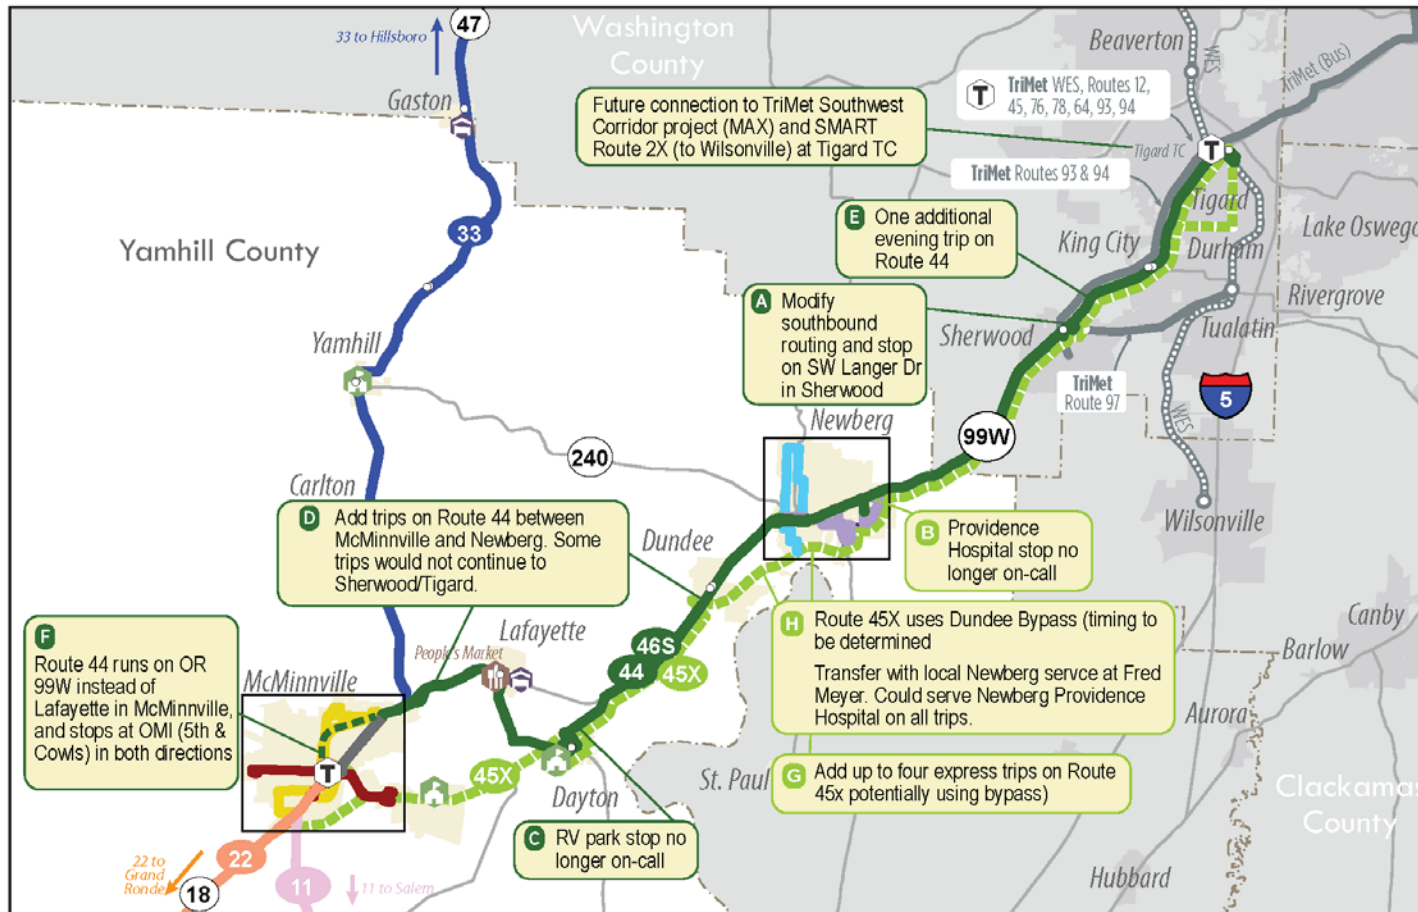 47
33 to Hillsboro
Washington
County
Beaverton
WES
TriMet (Bus)
Gaston
TriMet WES, Routes 12,
45, 76, 78, 64, 93, 94
T
Future connection to TriMet Southwest
Corridor project (MAX) and SMART
Route 2X (to Wilsonville) at Tigard TC
Tigard TC
T
TriMet Routes 93 & 94
Tigard
E
One additional
evening trip on
Route 44
33
Yamhill County
King City
Durham
Lake Oswego
A
Modify
southbound
routing and stop
on SW Langer Dr
in Sherwood
Rivergrove
Sherwood
Tualatin
Yamhill
TriMet
Route 97
5
WES
Newberg
99W
240
Carlton
Wilsonville
D
Add trips on Route 44 between
McMinnville and Newberg. Some
trips would not continue to
Sherwood/Tigard.
Dundee
B
Providence
Hospital stop no
longer on-call
H
Route 45X uses Dundee Bypass (timing to
be determined
Transfer with local Newberg servce at Fred
Meyer. Could serve Newberg Providence
Hospital on all trips.
Canby
Barlow
F
Route 44 runs on OR
99W instead of
Lafayette in McMinnville,
and stops at OMI (5th &
Cowls) in both directions
Lafayette
People's Market
46S
44
45X
McMinnville
T
Aurora
45X
Dayton
St. Paul
G
Add up to four express trips on Route
45x potentially using bypass)
Clackamas
County
C
RV park stop no
longer on-call
22
22 to
Grand
Ronde
18
11
11 to Salem
Hubbard